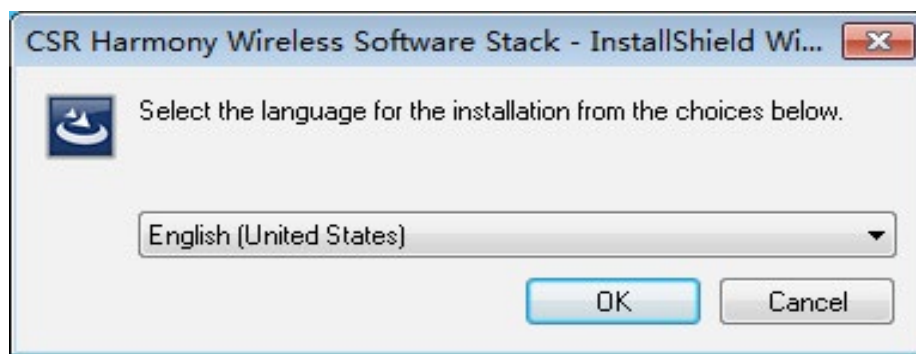 CSR Harmony Wireless Software Stack - InstallShield Wi...
Select the language for the installation from the choices below.
English (United States)
OK
Cancel